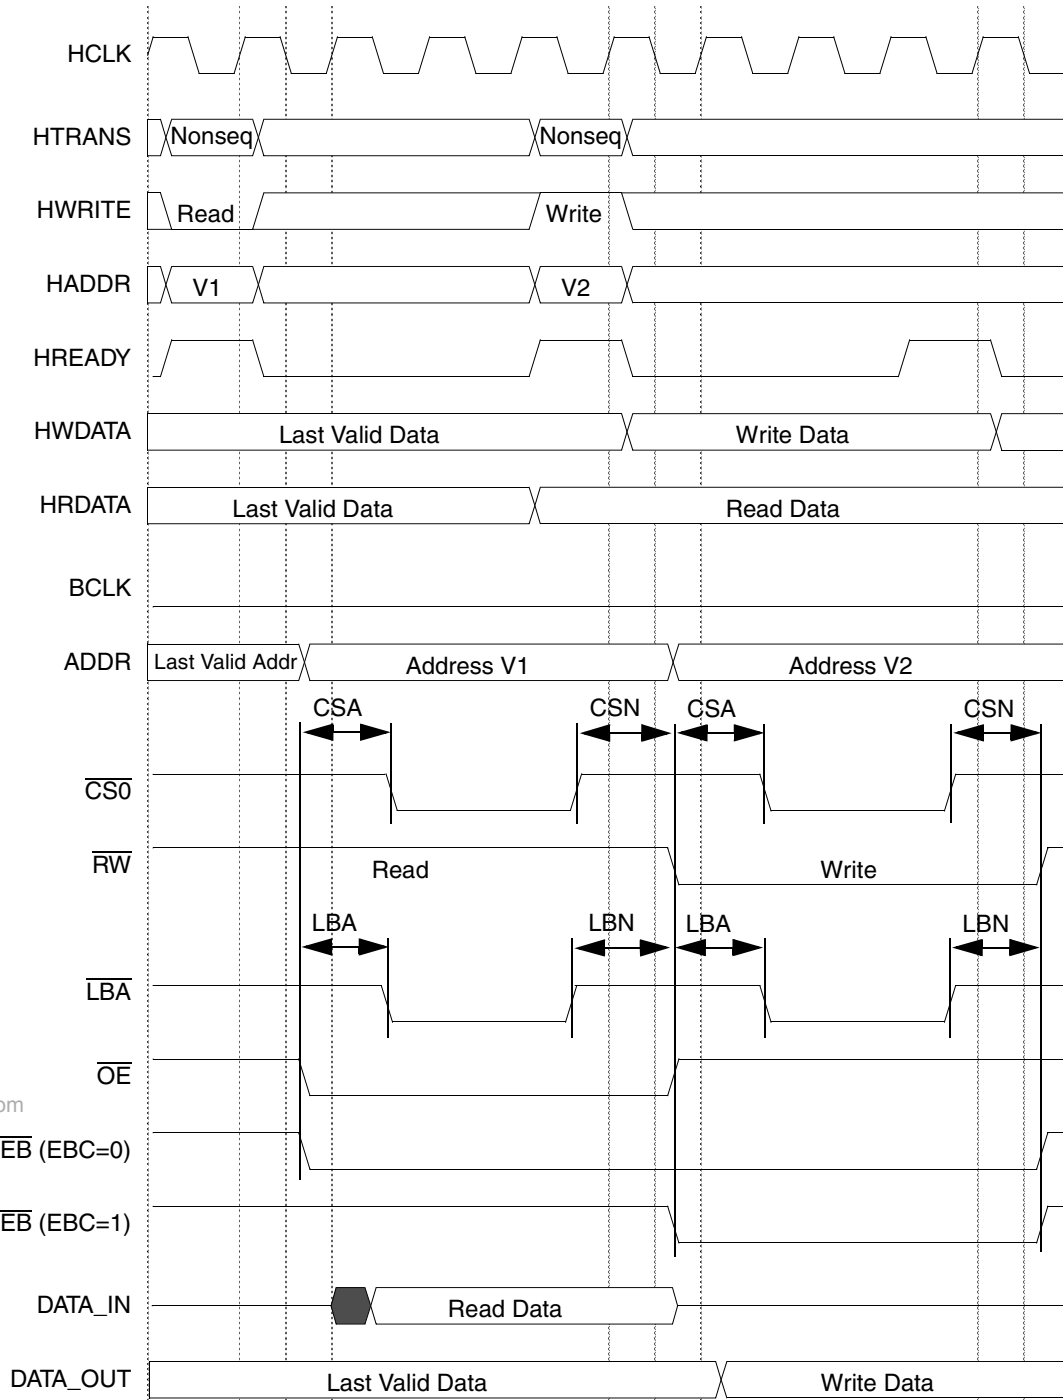 HCLK
HTRANS Nonseq Nonseq
HWRITE Read Write
HADDR V1 V2
HREADY
HWDATA Last Valid Data Write Data
HRDATA Last Valid Data Read Data
BCLK
ADDR Last Valid Addr Address V1 Address V2
CSA CSN CSA CSN
CS0
RW Read Write
LBA LBN LBA LBN
LBA
OE
om
EB (EBC=0)
EB (EBC=1)
DATA_IN Read Data
DATA_OUT Last Valid Data Write Data